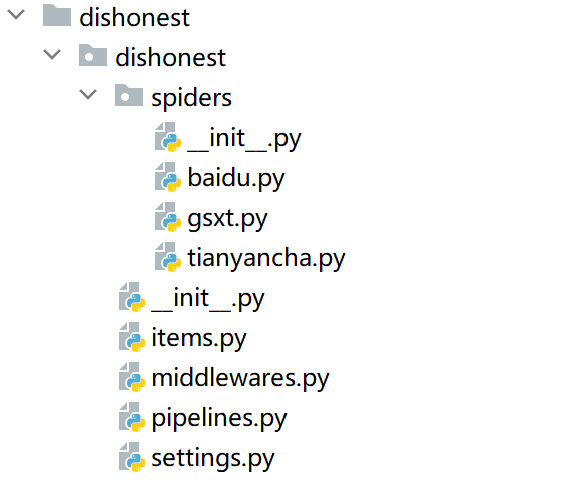 dishonest
dishonest
spiders
__init__.py
baidu.py
gsxt.py
tianyancha.py
__init__.py
items.py
middlewares.py
pipelines.py
settings.py